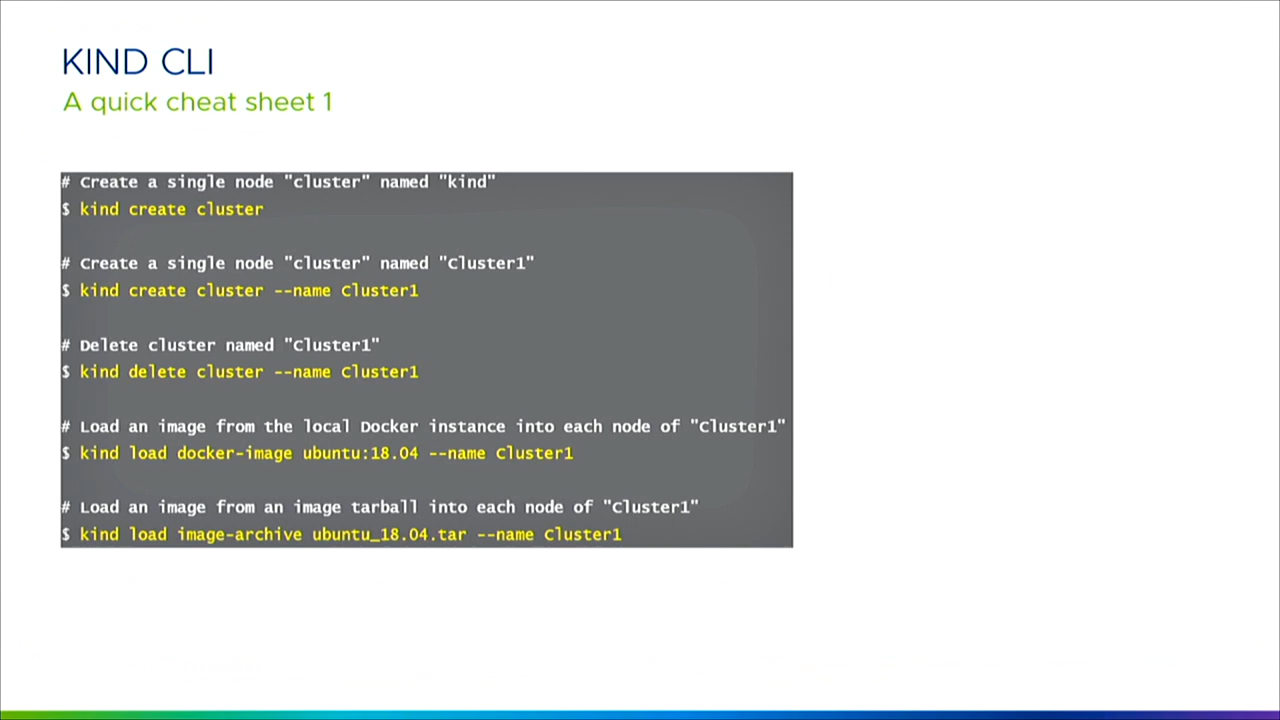 KIND CLI
A quick cheat sheet 1
# Create a single node "cluster" named "kind"
$ kind create cluster
# Create a single node "cluster" named "Cluster1"
$ kind create cluster --name Cluster1
# Delete cluster named "Cluster1"
$ kind delete cluster --name Cluster1
# Load an image from the local Docker instance into each node of "Cluster1"
$ kind load docker-image ubuntu:18.04 --name Cluster1
# Load an image from an image tarball into each node of "Cluster1"
$ kind load image-archive ubuntu_18.04.tar --name Cluster1